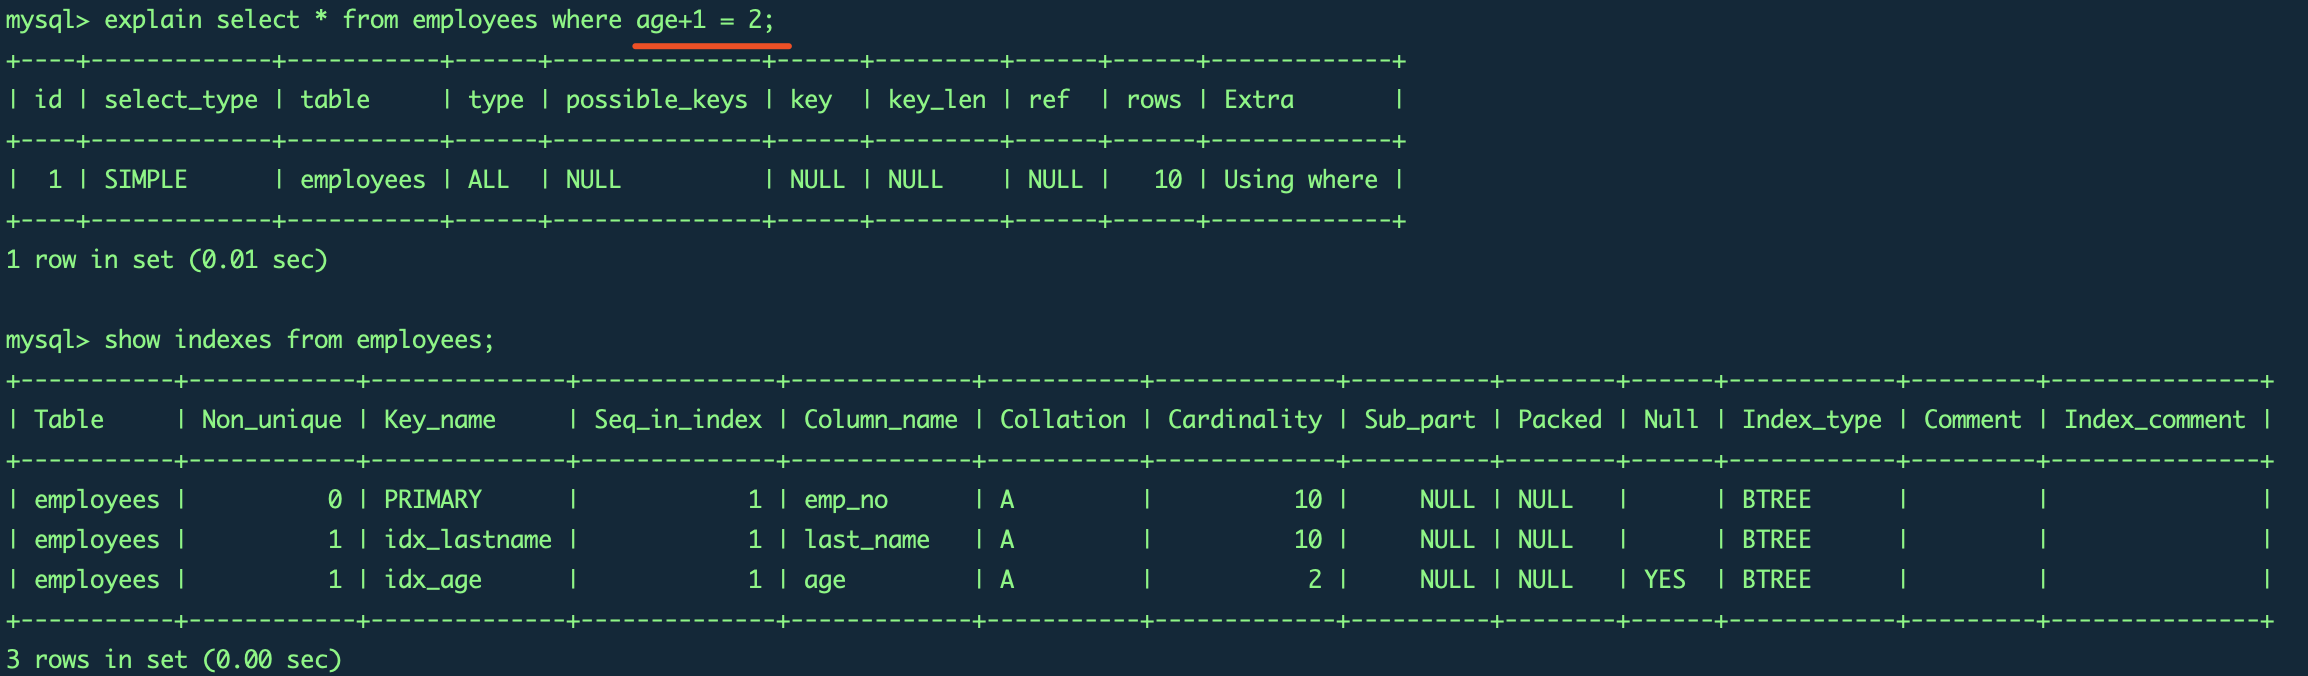 mysql> explain select * from employees where age+1 = 2;
+----+-------------+-----------+------+---------------+------+---------+------+------+-------------+
| id | select_type | table     | type | possible_keys | key  | key_len | ref  | rows | Extra       |
+----+-------------+-----------+------+---------------+------+---------+------+------+-------------+
|  1 | SIMPLE      | employees | ALL  | NULL          | NULL | NULL    | NULL |   10 | Using where |
+----+-------------+-----------+------+---------------+------+---------+------+------+-------------+
1 row in set (0.01 sec)

mysql> show indexes from employees;
+-----------+------------+--------------+--------------+-------------+-----------+-------------+----------+--------+------+------------+---------+---------------+
| Table     | Non_unique | Key_name     | Seq_in_index | Column_name | Collation | Cardinality | Sub_part | Packed | Null | Index_type | Comment | Index_comment |
+-----------+------------+--------------+--------------+-------------+-----------+-------------+----------+--------+------+------------+---------+---------------+
| employees |          0 | PRIMARY      |            1 | emp_no      | A         |          10 |     NULL | NULL   |      | BTREE      |         |               |
| employees |          1 | idx_lastname |            1 | last_name   | A         |          10 |     NULL | NULL   |      | BTREE      |         |               |
| employees |          1 | idx_age      |            1 | age         | A         |           2 |     NULL | NULL   | YES  | BTREE      |         |               |
+-----------+------------+--------------+--------------+-------------+-----------+-------------+----------+--------+------+------------+---------+---------------+
3 rows in set (0.00 sec)